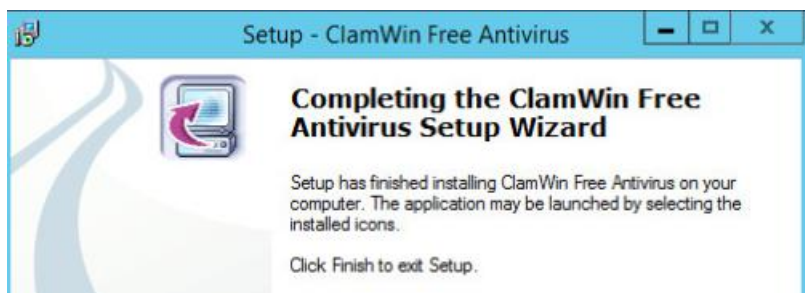 Setup - ClamWin Free Antivirus
Completing the ClamWin Free
Antivirus Setup Wizard
Setup has finished installing ClamWin Free Antivirus on your
computer. The application may be launched by selecting the
installed icons.
Click Finish to exit Setup.